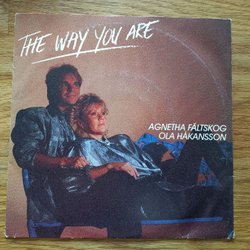 THE WAY YOU ARE
AGNETHA FÄLTSKOG
OLA HÅKANSSON